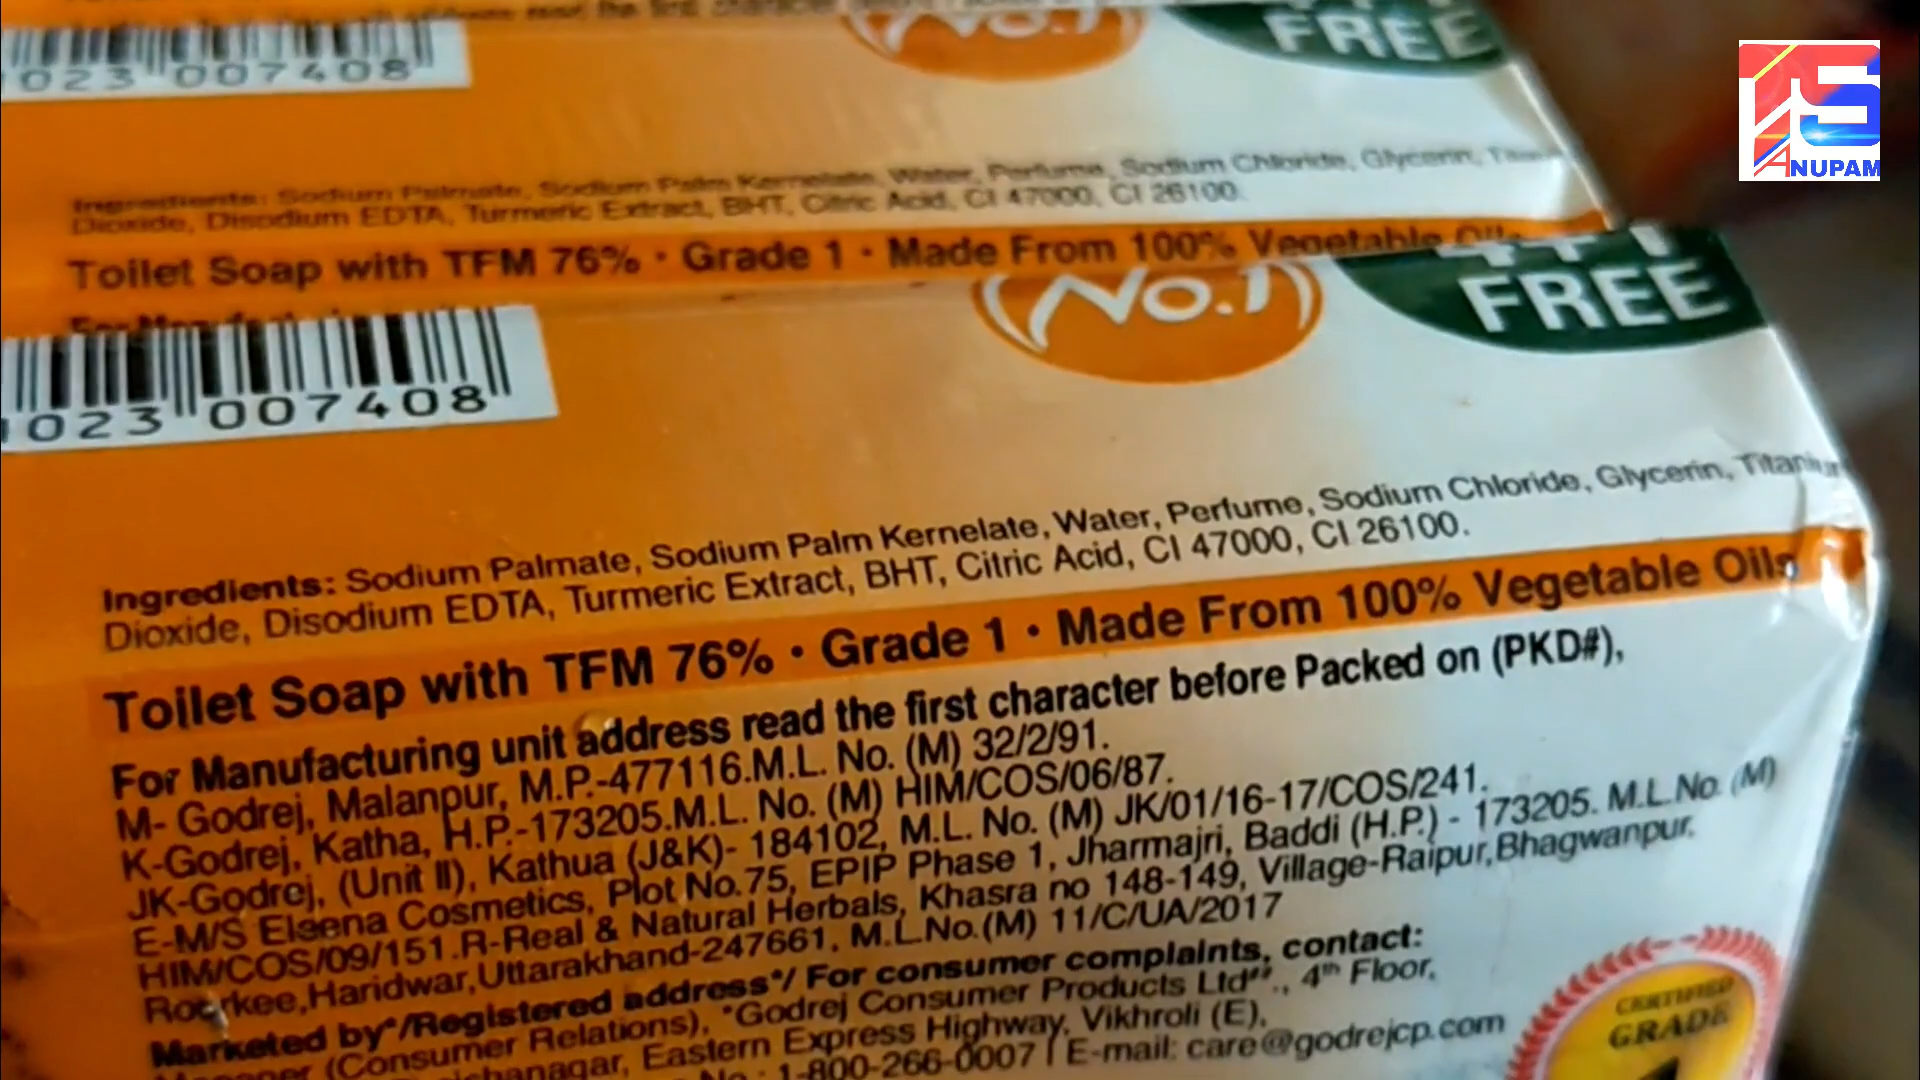 023 007408
No.1
FREE
ANUPAM
Ingredients: Sodium Palmate, Sodium Palm Kernelate, Water, Perfume, Sodium Chloride, Glycerin,
Dioxide, Disodium EDTA, Turmeric Extract, BHT, Citric Acid, CI 47000, CI 26100.
Toilet Soap with TFM 76% • Grade 1 • Made From 100% Vegetable Oils
No.1
4+1
FREE
023 007408
Ingredients: Sodium Palmate, Sodium Palm Kernelate, Water, Perfume, Sodium Chloride, Glycerin, Titanium
Dioxide, Disodium EDTA, Turmeric Extract, BHT, Citric Acid, CI 47000, CI 26100.
Toilet Soap with TFM 76% • Grade 1 • Made From 100% Vegetable Oils
For Manufacturing unit address read the first character before Packed on (PKD#),
M- Godrej, Malanpur, M.P.-477116.M.L. No. (M) 32/2/91.
K-Godrej, Katha, H.P.-173205.M.L. No. (M) HIM/COS/06/87.
JK-Godrej, (Unit II), Kathua (J&K)- 184102, M.L. No. (M) JK/01/16-17/COS/241.
E-M/S Elsena Cosmetics, Plot No.75, EPIP Phase 1, Jharmajri, Baddi (H.P.) - 173205. M.L.No. (M)
HIM/COS/09/151.R-Real & Natural Herbals, Khasra no 148-149, Village-Raipur,Bhagwanpur,
Roorkee,Haridwar,Uttarakhand-247661. M.L.No.(M) 11/C/UA/2017
Marketed by*/Registered address*/ For consumer complaints, contact:
(Consumer Relations), *Godrej Consumer Products Ltd##., 4th Floor,
Eastern Express Highway, Vikhroli (E),
1-800-266-0007 | E-mail: care@godrejcp.com
CERTIFIED
GRADE
1